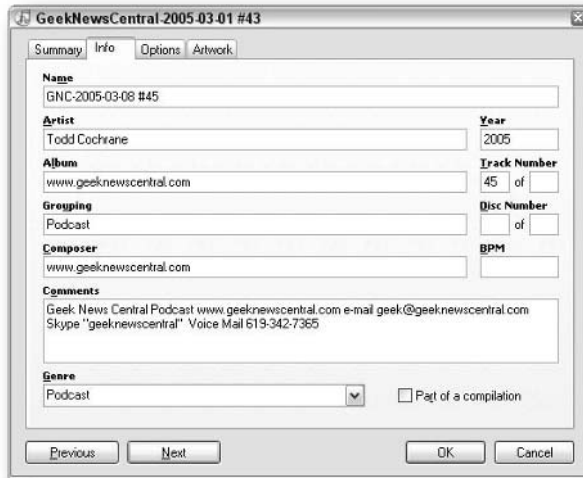 GeekNewsCentral-2005-03-01 #43
Summary Info Options Artwork
Name
GNC-2005-03-08 #45
Artist Year
Todd Cochrane 2005
Album Track Number
www.geeknewscentral.com 45 of
Grouping Disc Number
Podcast of
Composer BPM
www.geeknewscentral.com
Comments
Geek News Central Podcast www.geeknewscentral.com e-mail geek@geeknewscentral.com
Skype "geeknewscentral" Voice Mail 619-342-7365
Genre
Podcast Part of a compilation
Previous Next OK Cancel